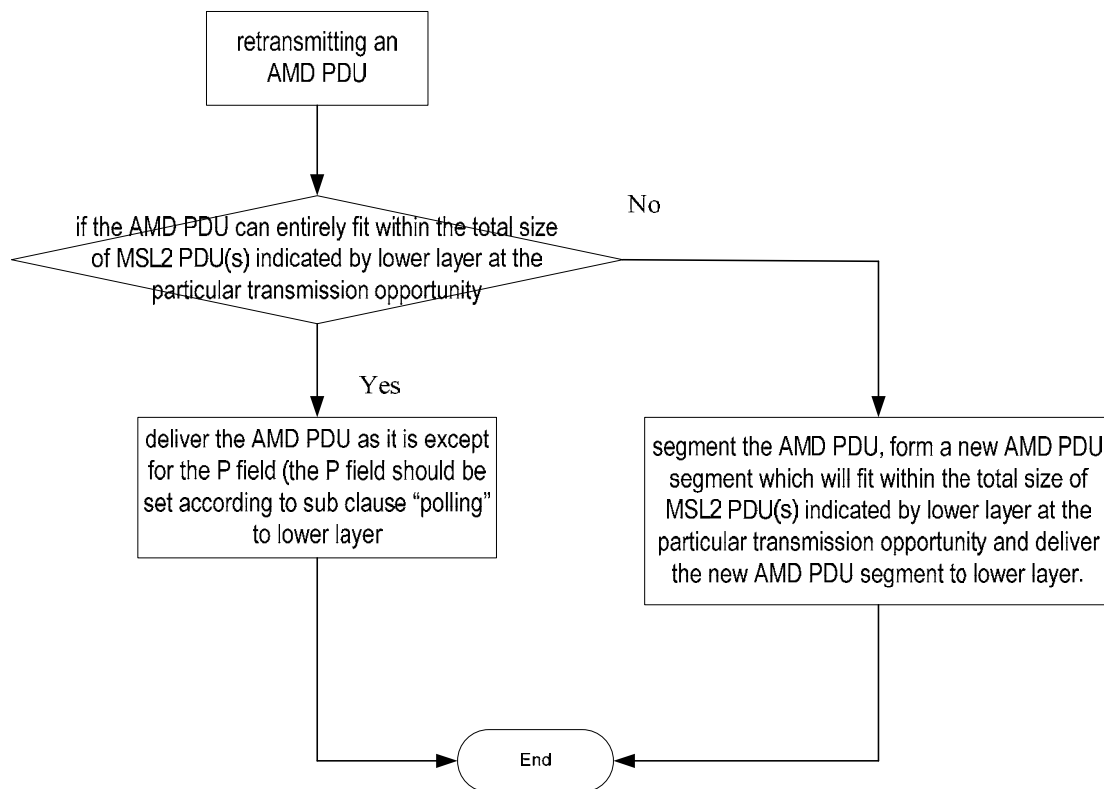 retransmitting an
AMD PDU
if the AMD PDU can entirely fit within the total size
of MSL2 PDU(s) indicated by lower layer at the
particular transmission opportunity
No
Yes
deliver the AMD PDU as it is except
for the P field (the P field should be
set according to sub clause “polling”
to lower layer
segment the AMD PDU, form a new AMD PDU
segment which will fit within the total size of
MSL2 PDU(s) indicated by lower layer at the
particular transmission opportunity and deliver
the new AMD PDU segment to lower layer.
End